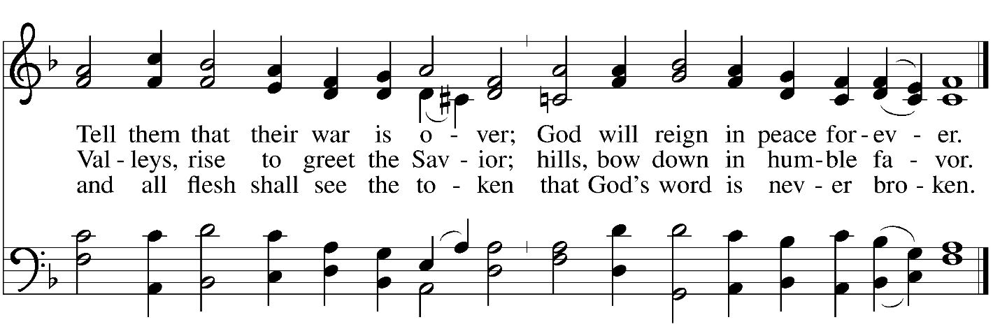 Tell them that their war is o - ver; God will reign in peace for - ev - er.
Val - leys, rise to greet the Sav - ior; hills, bow down in hum - ble fa - vor.
and all flesh shall see the to - ken that God's word is nev - er bro - ken.